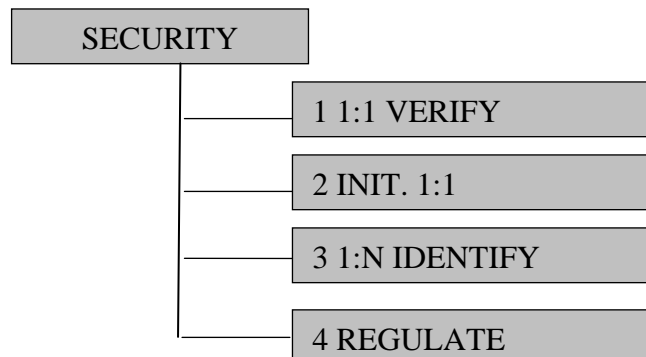 SECURITY
1 1:1 VERIFY
2 INIT. 1:1
3 1:N IDENTIFY
4 REGULATE